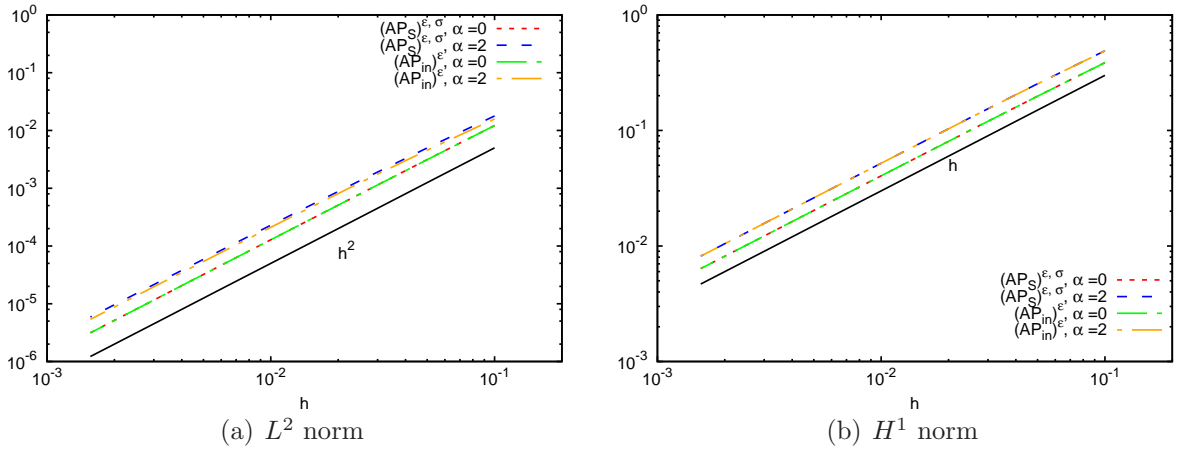 10^0
10^-1
10^-2
10^-3
10^-4
10^-5
10^-6
10^-3
10^-2
10^-1
h
(AP_S)^ε, σ, α =0
(AP_S)^ε, σ, α =2
(AP_in)^ε, α =0
(AP_in)^ε, α =2
h^2
(a) L^2 norm
10^0
10^-1
10^-2
10^-3
10^-3
10^-2
10^-1
h
h
(AP_S)^ε, σ, α =0
(AP_S)^ε, σ, α =2
(AP_in)^ε, α =0
(AP_in)^ε, α =2
(b) H^1 norm